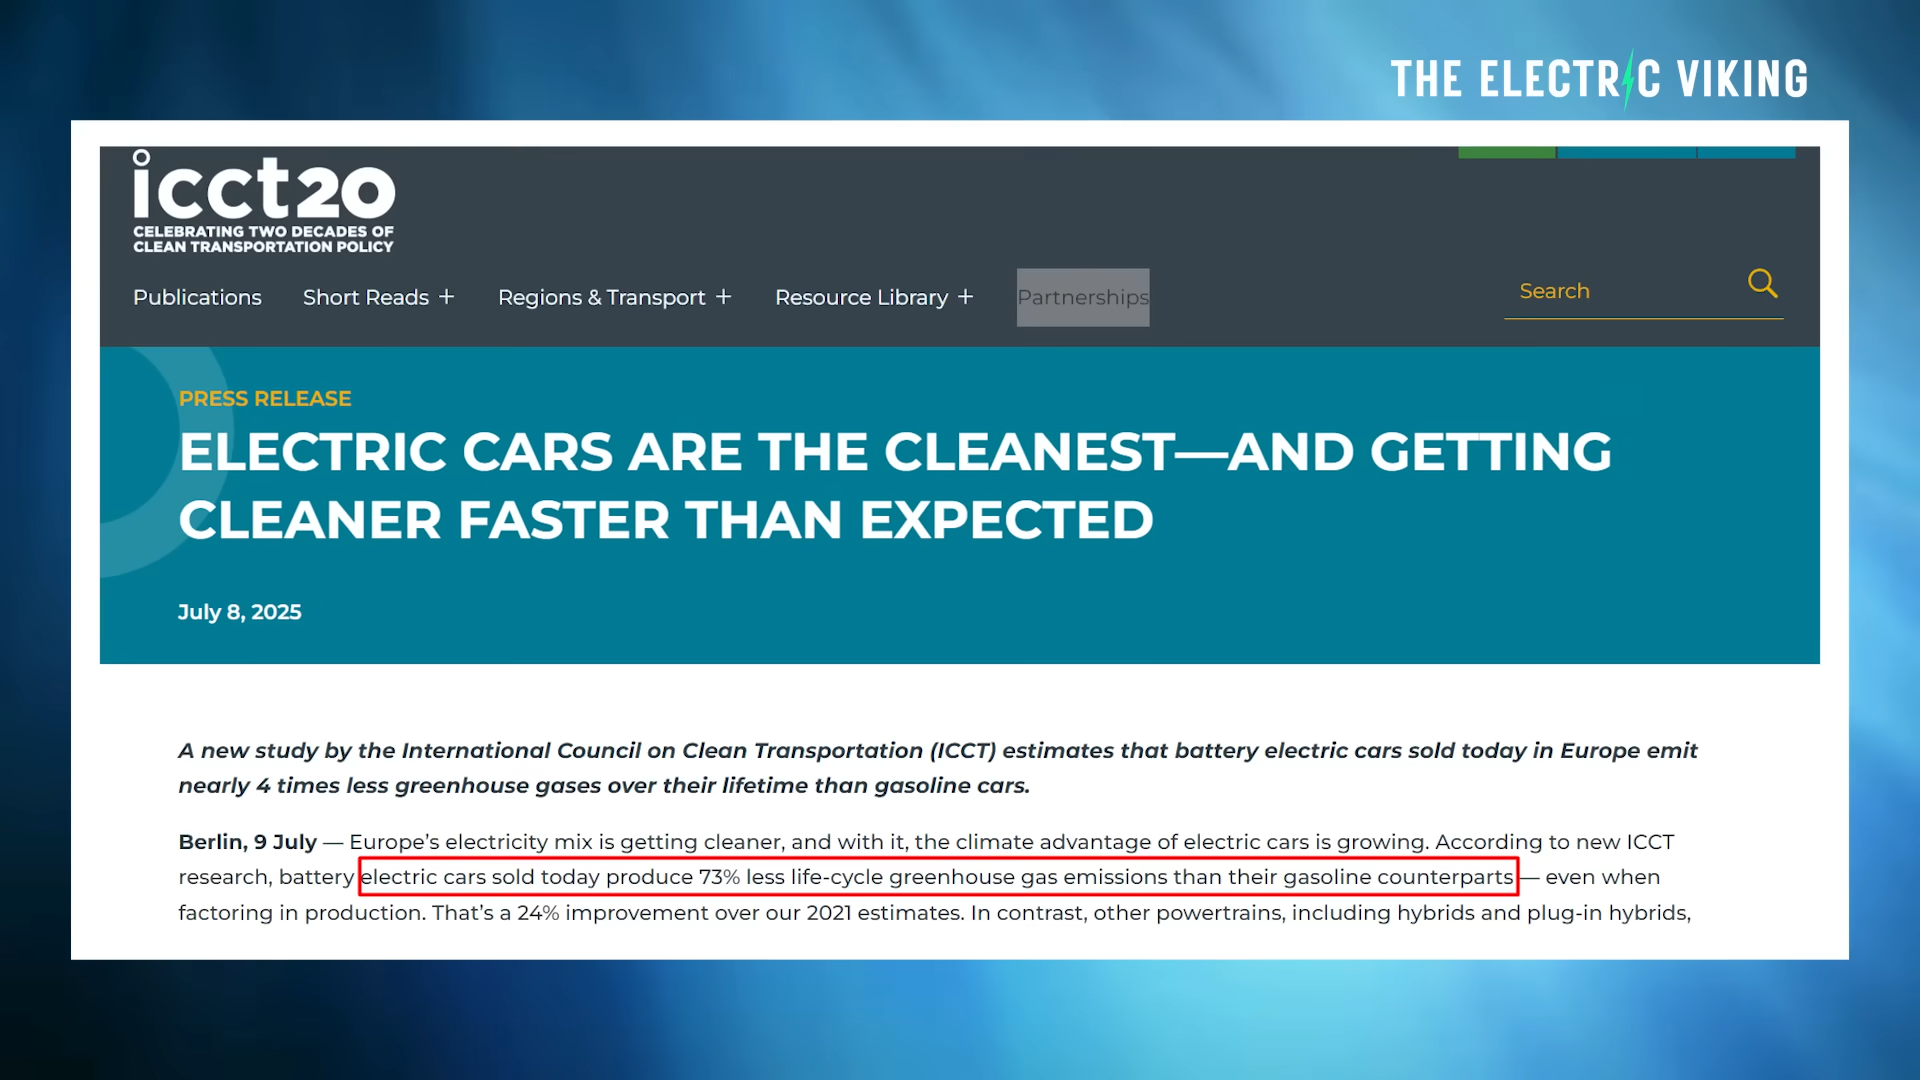 THE ELECTRIC VIKING
icct20
CELEBRATING TWO DECADES OF
CLEAN TRANSPORTATION POLICY
Publications Short Reads + Regions & Transport + Resource Library + Partnerships Search
PRESS RELEASE
ELECTRIC CARS ARE THE CLEANEST—AND GETTING
CLEANER FASTER THAN EXPECTED
July 8, 2025
A new study by the International Council on Clean Transportation (ICCT) estimates that battery electric cars sold today in Europe emit
nearly 4 times less greenhouse gases over their lifetime than gasoline cars.
Berlin, 9 July — Europe’s electricity mix is getting cleaner, and with it, the climate advantage of electric cars is growing. According to new ICCT
research, battery electric cars sold today produce 73% less life-cycle greenhouse gas emissions than their gasoline counterparts — even when
factoring in production. That’s a 24% improvement over our 2021 estimates. In contrast, other powertrains, including hybrids and plug-in hybrids,